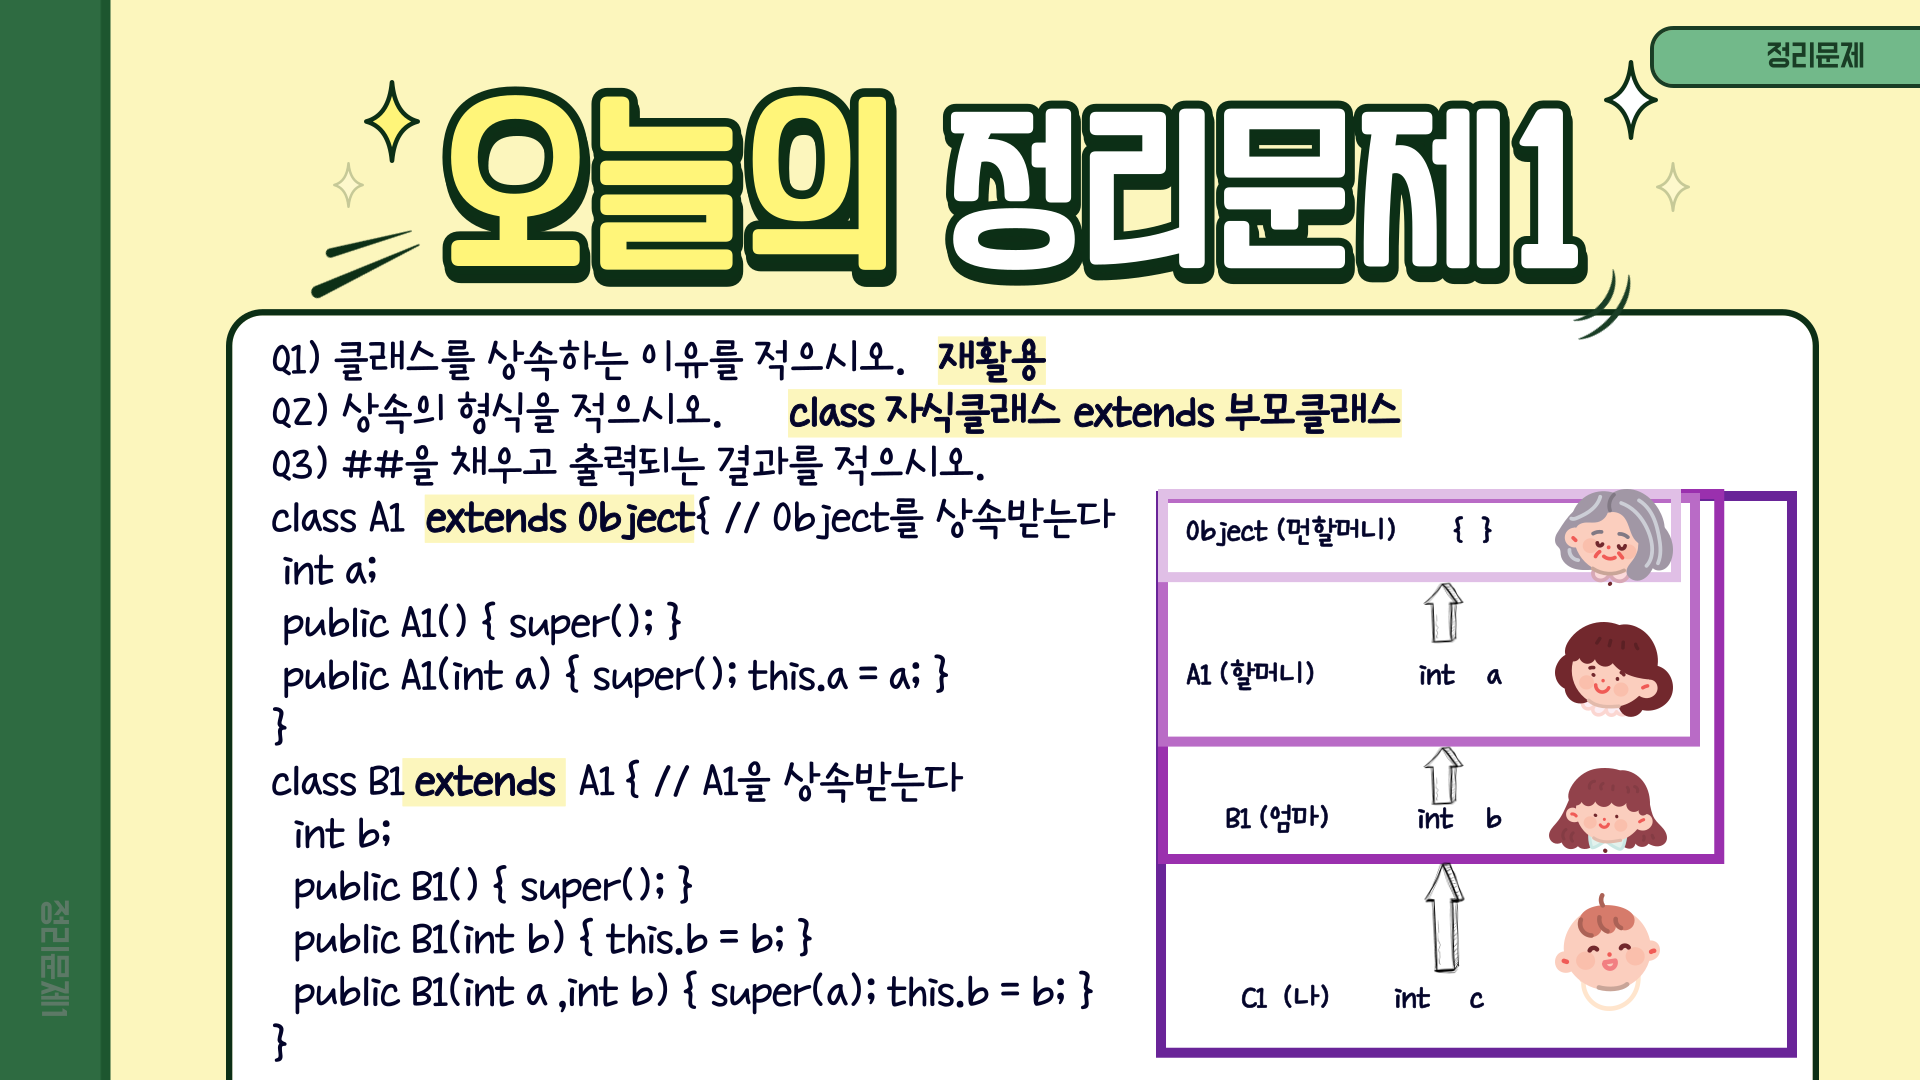 정리문제
오늘의 정리문제1
Q1) 클래스를 상속하는 이유를 적으시오. 재활용
Q2) 상속의 형식을 적으시오. class 자식클래스 extends 부모클래스
Q3) ##을 채우고 출력되는 결과를 적으시오.
class A1 extends Object{ // Object를 상속받는다
int a;
public A1() { super(); }
public A1(int a) { super(); this.a = a; }
}
class B1 extends A1 { // A1을 상속받는다
int b;
public B1() { super(); }
public B1(int b) { this.b = b; }
public B1(int a ,int b) { super(a); this.b = b; }
}
Object (먼할머니) { }
A1 (할머니) int a
B1 (엄마) int b
C1 (나) int c
정리문제1